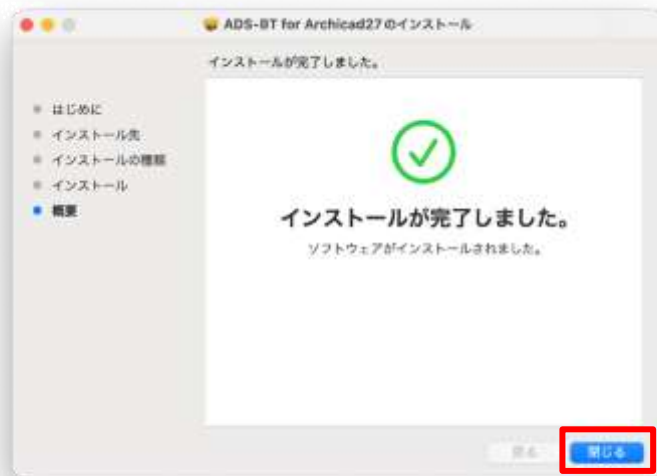 ADS-BT for Archicad27のインストール
インストールが完了しました。
はじめに
インストール先
インストールの種類
インストール
概要
インストールが完了しました。
ソフトウェアがインストールされました。
戻る
閉じる